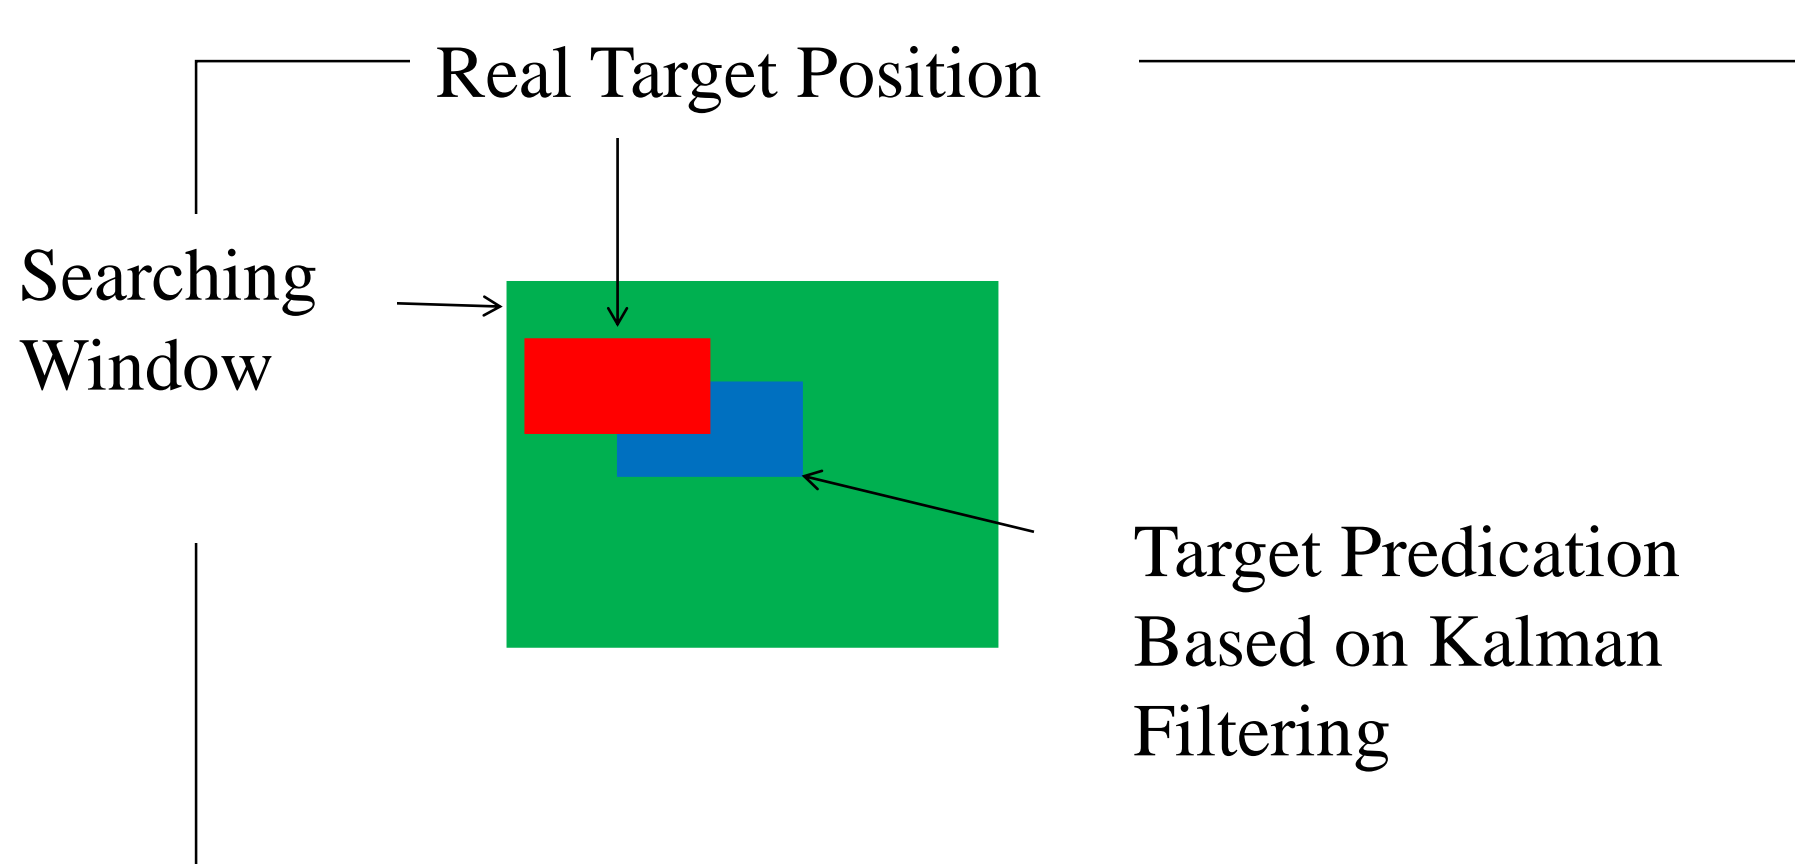 Real Target Position
Searching
Window
Target Predication
Based on Kalman
Filtering